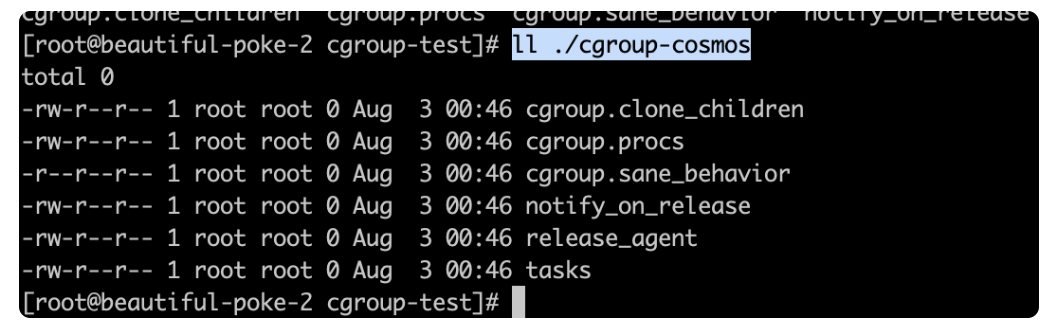 cgroup.clone_children  cgroup.procs  cgroup.sane_behavior  notify_on_release
[root@beautiful-poke-2 cgroup-test]# ll ./cgroup-cosmos
total 0
-rw-r--r-- 1 root root 0 Aug  3 00:46 cgroup.clone_children
-rw-r--r-- 1 root root 0 Aug  3 00:46 cgroup.procs
-r--r--r-- 1 root root 0 Aug  3 00:46 cgroup.sane_behavior
-rw-r--r-- 1 root root 0 Aug  3 00:46 notify_on_release
-rw-r--r-- 1 root root 0 Aug  3 00:46 release_agent
-rw-r--r-- 1 root root 0 Aug  3 00:46 tasks
[root@beautiful-poke-2 cgroup-test]#